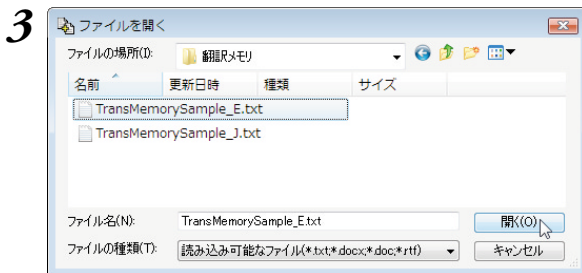 3
ファイルを開く
ファイルの場所(I):
翻訳メモリ
名前
更新日時
種類
サイズ
TransMemorySample_E.txt
TransMemorySample_J.txt
ファイル名(N):
TransMemorySample_E.txt
開く(O)
ファイルの種類(T):
読み込み可能なファイル(*.txt;*.docx;*.doc;*.rtf)
キャンセル